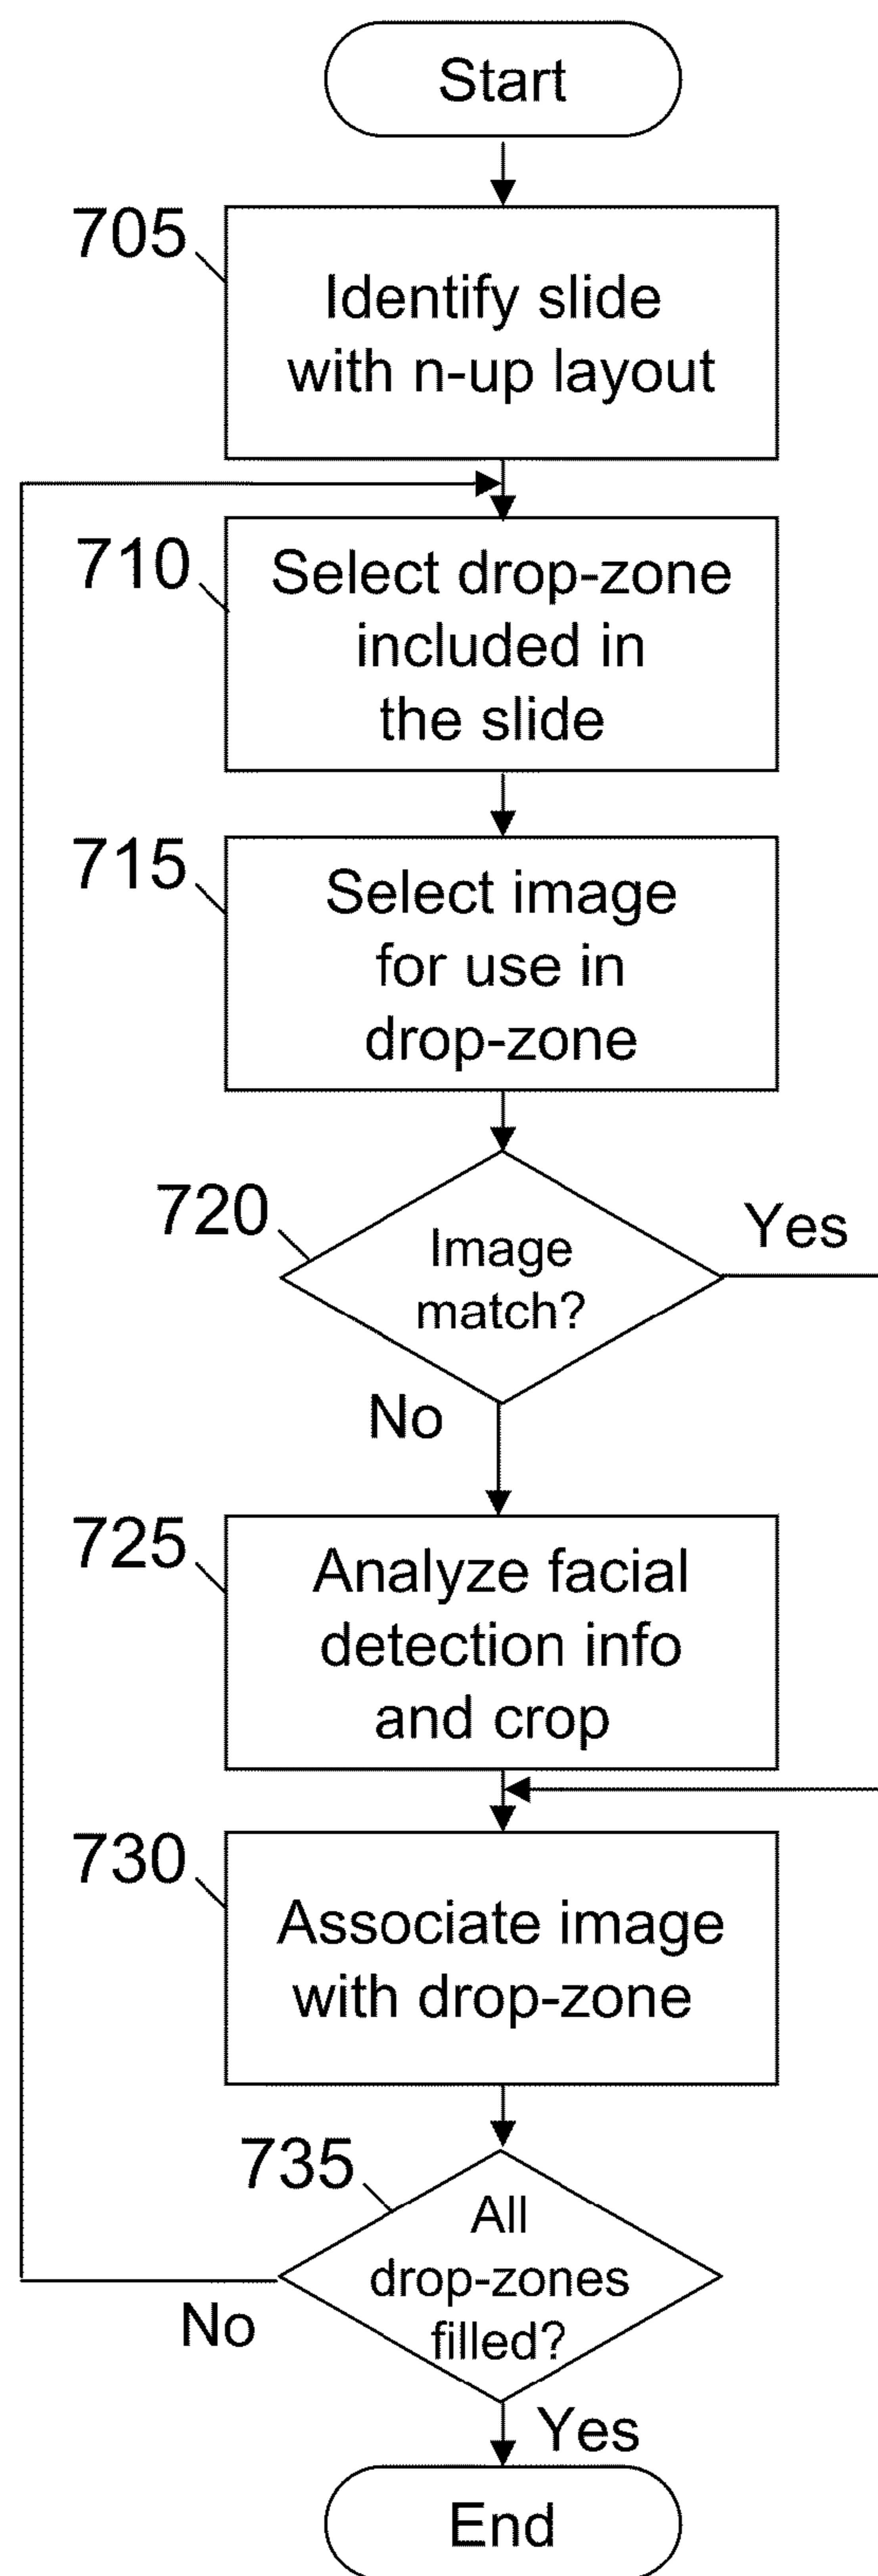 Start
705
Identify slide
with n-up layout
710
Select drop-zone
included in
the slide
715
Select image
for use in
drop-zone
720
Image
match?
Yes
No
725
Analyze facial
detection info
and crop
730
Associate image
with drop-zone
735
All
drop-zones
filled?
No
Yes
End